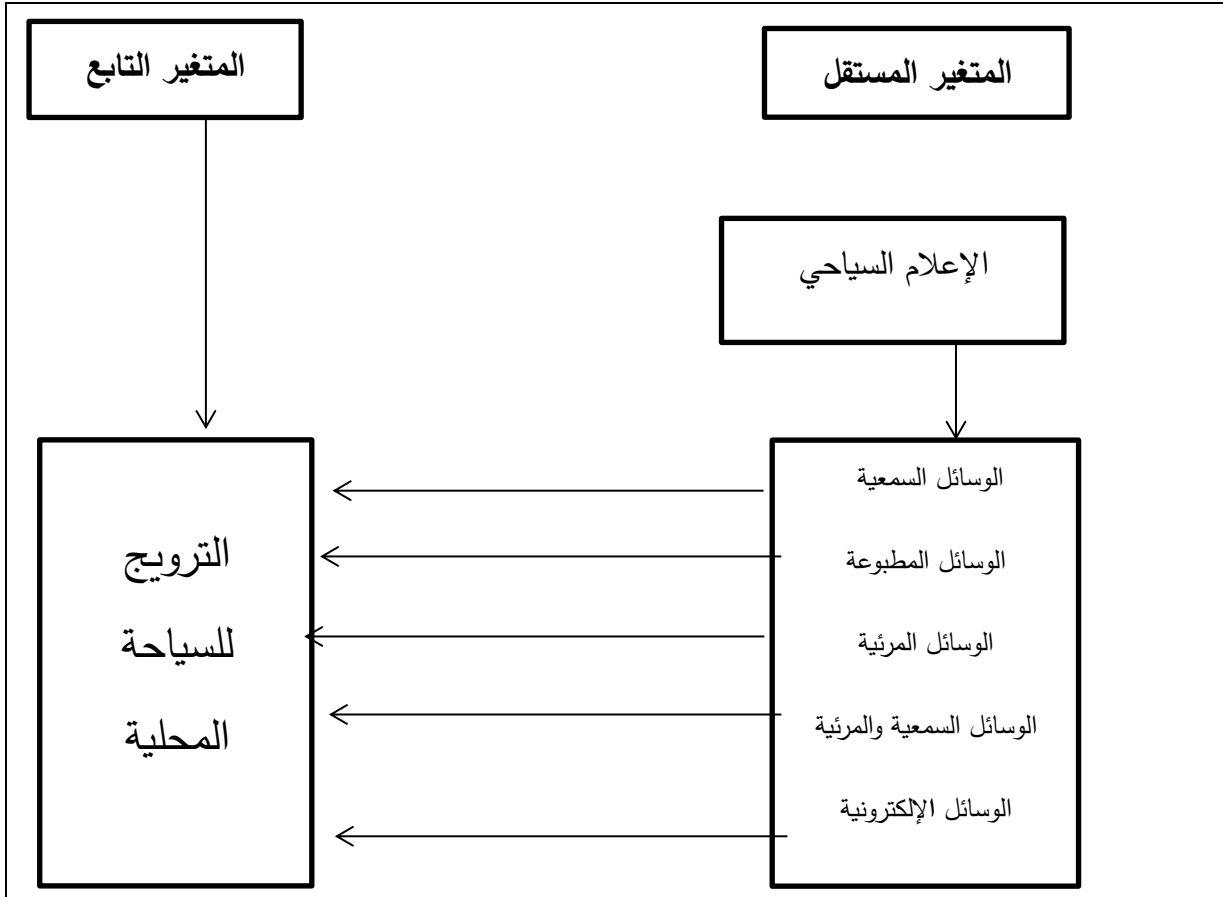 المتغير المستقل
المتغير التابع
الإعلام السياحي
الوسائل السمعية
الوسائل المطبوعة
الوسائل المرئية
الوسائل السمعية والمرئية
الوسائل الإلكترونية
الترويج
للسياحة
المحلية